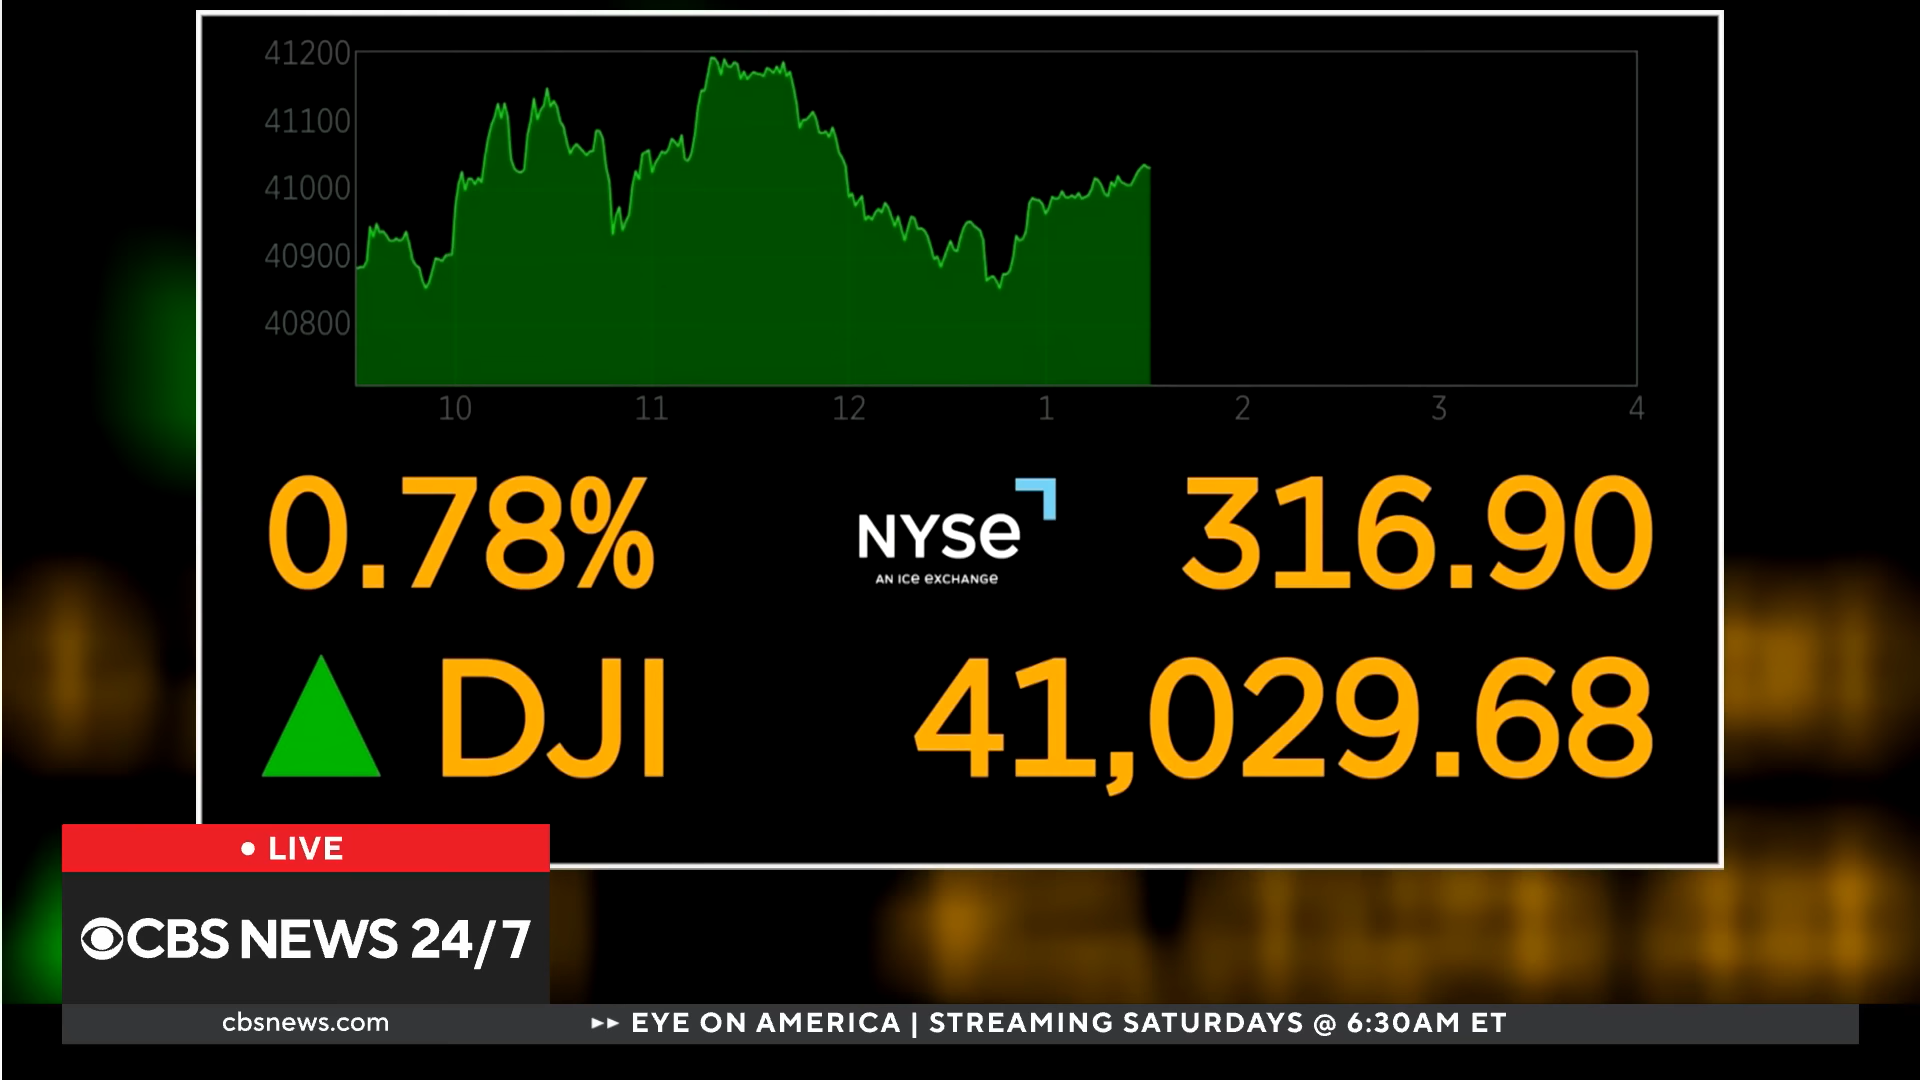 41200
41100
41000
40900
40800
10 11 12 1 2 3 4
0.78%
NYSE
AN ICE EXCHANGE
316.90
DJI
41,029.68
• LIVE
CBS NEWS 24/7
cbsnews.com
EYE ON AMERICA | STREAMING SATURDAYS @ 6:30AM ET